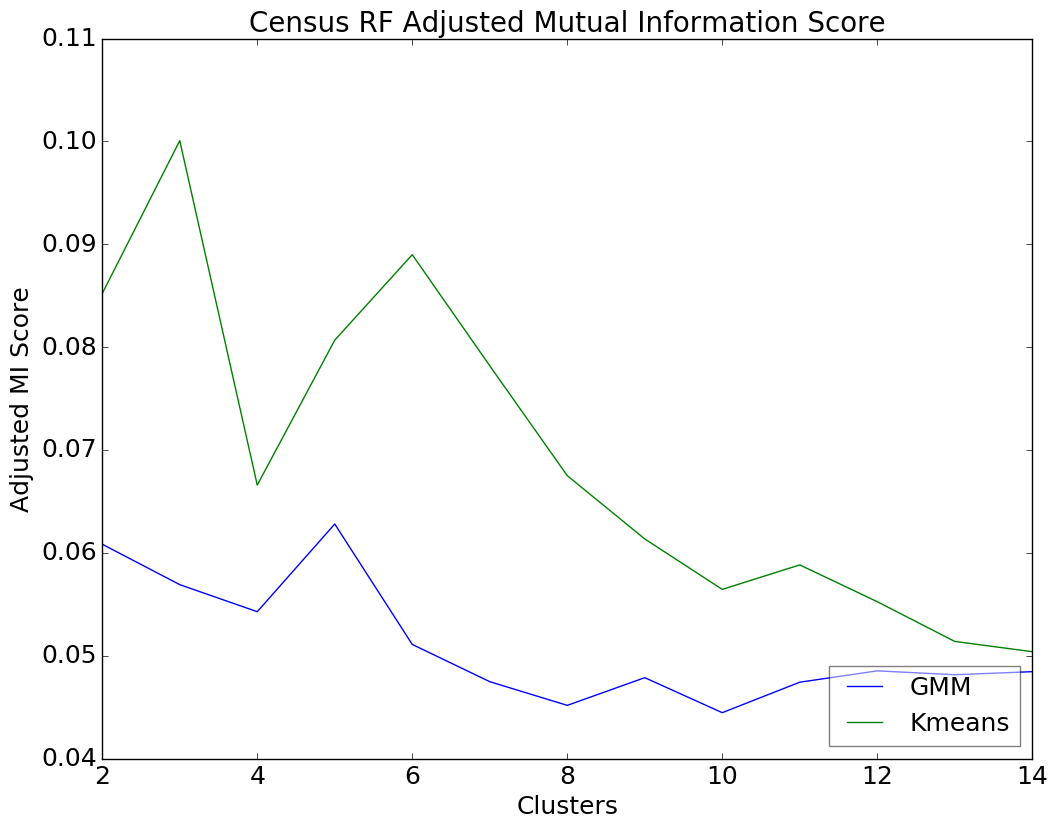 Census RF Adjusted Mutual Information Score
0.11
0.10
0.09
0.08
0.07
0.06
0.05
0.04
Adjusted MI Score
2 4 6 8 10 12 14
Clusters
GMM
Kmeans